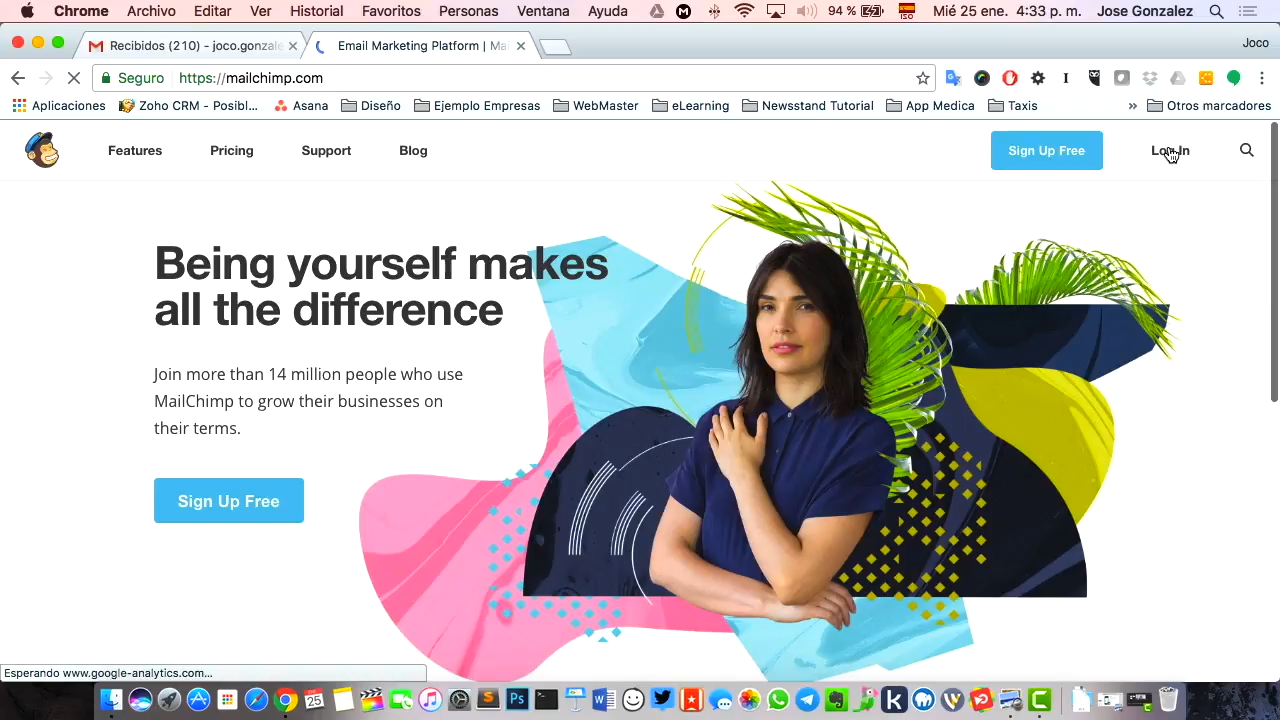 Chrome Archivo Editar Ver Historial Favoritos Personas Ventana Ayuda 94 % Mié 25 ene. 4:33 p. m. Jose Gonzalez
Recibidos (210) - joco.gonzale Email Marketing Platform | Ma Joco
Seguro https://mailchimp.com
Aplicaciones Zoho CRM - Posibl... Asana Diseño Ejemplo Empresas WebMaster eLearning Newsstand Tutorial App Medica Taxis » Otros marcadores
Features Pricing Support Blog Sign Up Free Log In
Being yourself makes
all the difference
Join more than 14 million people who use
MailChimp to grow their businesses on
their terms.
Sign Up Free
Esperando www.google-analytics.com...